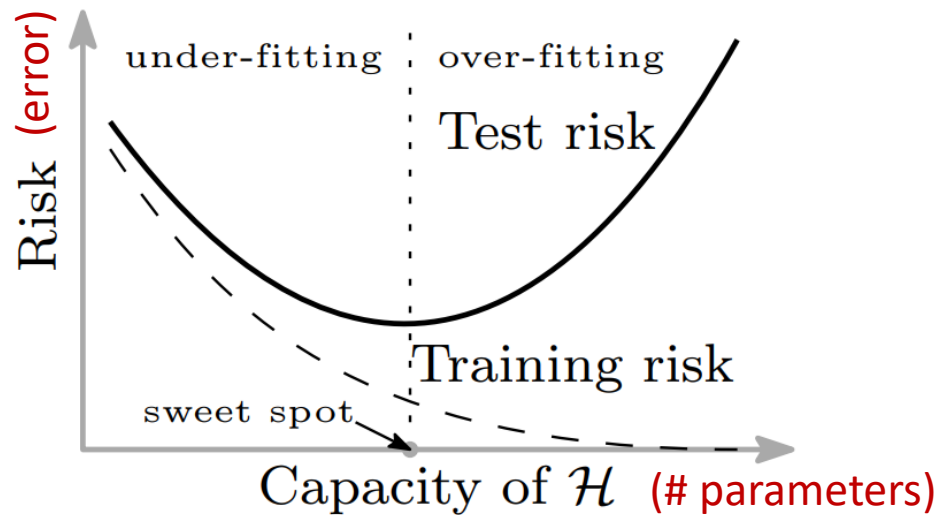 Risk (error)
under-fitting
over-fitting
Test risk
Training risk
sweet spot
Capacity of ℋ (# parameters)